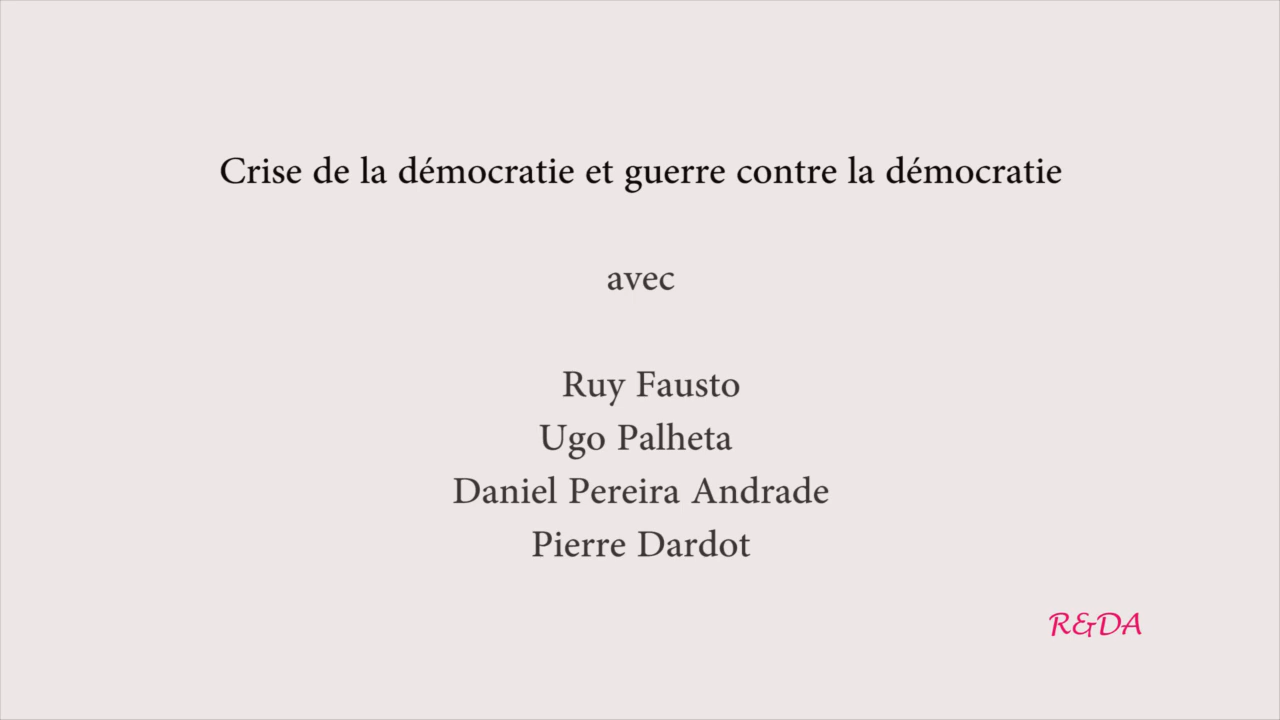 Crise de la démocratie et guerre contre la démocratie
avec
Ruy Fausto
Ugo Palheta
Daniel Pereira Andrade
Pierre Dardot
R&DA